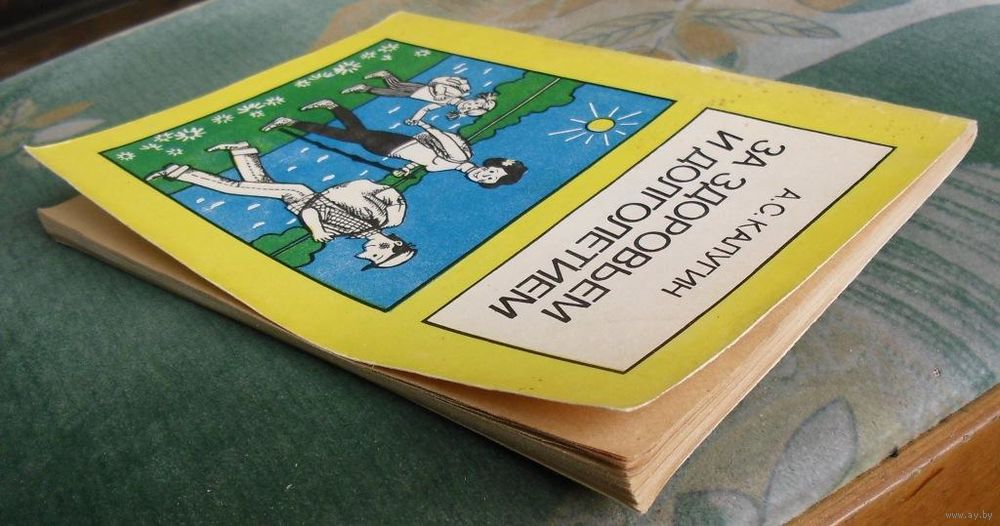 А.С.КАЛУГИН
ЗА ЗДОРОВЬЕМ
И ДОЛГОЛЕТИЕМ
www.ay.by